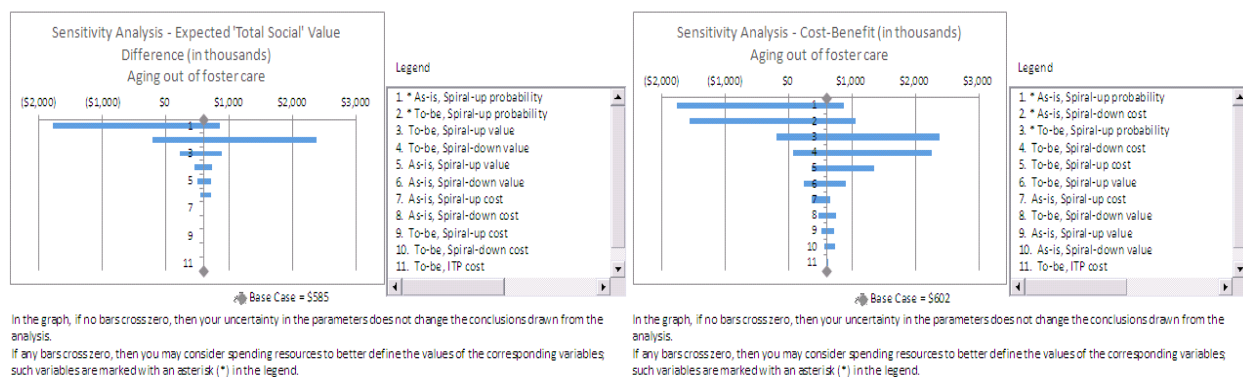 Sensitivity Analysis - Expected 'Total Social' Value
Difference (in thousands)
Aging out of foster care
($2,000) ($1,000) $0 $1,000 $2,000 $3,000
1
3
5
7
9
11
Base Case = $585
Legend
1. * As-is, Spiral-up probability
2. * To-be, Spiral-up probability
3. To-be, Spiral-up value
4. To-be, Spiral-down value
5. As-is, Spiral-up value
6. As-is, Spiral-down value
7. As-is, Spiral-up cost
8. As-is, Spiral-down cost
9. To-be, Spiral-up cost
10. To-be, Spiral-down cost
11. To-be, ITP cost
In the graph, if no bars cross zero, then your uncertainty in the parameters does not change the conclusions drawn from the
analysis.
If any bars cross zero, then you may consider spending resources to better define the values of the corresponding variables;
such variables are marked with an asterisk (*) in the legend.
Sensitivity Analysis - Cost-Benefit (in thousands)
Aging out of foster care
($2,000) ($1,000) $0 $1,000 $2,000 $3,000
1
2
3
4
5
6
7
8
9
10
11
Base Case = $602
Legend
1. * As-is, Spiral-up probability
2. * As-is, Spiral-down cost
3. * To-be, Spiral-up probability
4. To-be, Spiral-down cost
5. To-be, Spiral-up cost
6. To-be, Spiral-up value
7. As-is, Spiral-up cost
8. To-be, Spiral-down value
9. As-is, Spiral-up value
10. As-is, Spiral-down value
11. To-be, ITP cost
In the graph, if no bars cross zero, then your uncertainty in the parameters does not change the conclusions drawn from the
analysis.
If any bars cross zero, then you may consider spending resources to better define the values of the corresponding variables;
such variables are marked with an asterisk (*) in the legend.